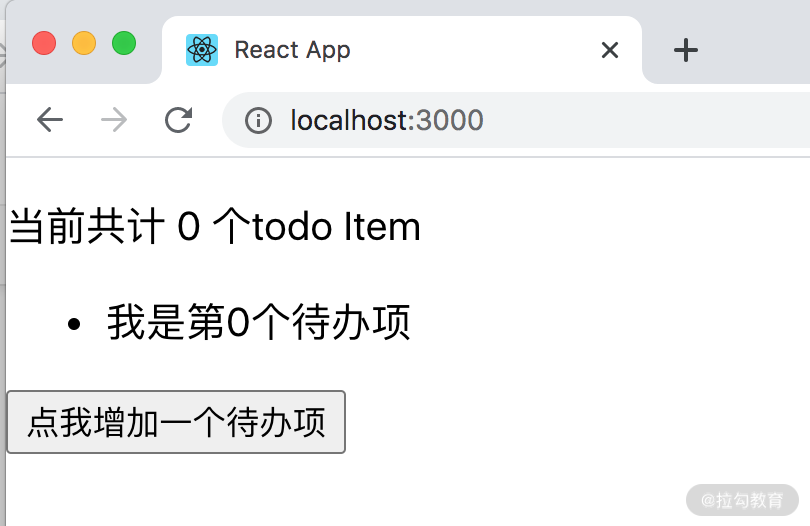 React App
localhost:3000
当前共计 0 个todo Item
我是第0个待办项
点我增加一个待办项
@拉勾教育